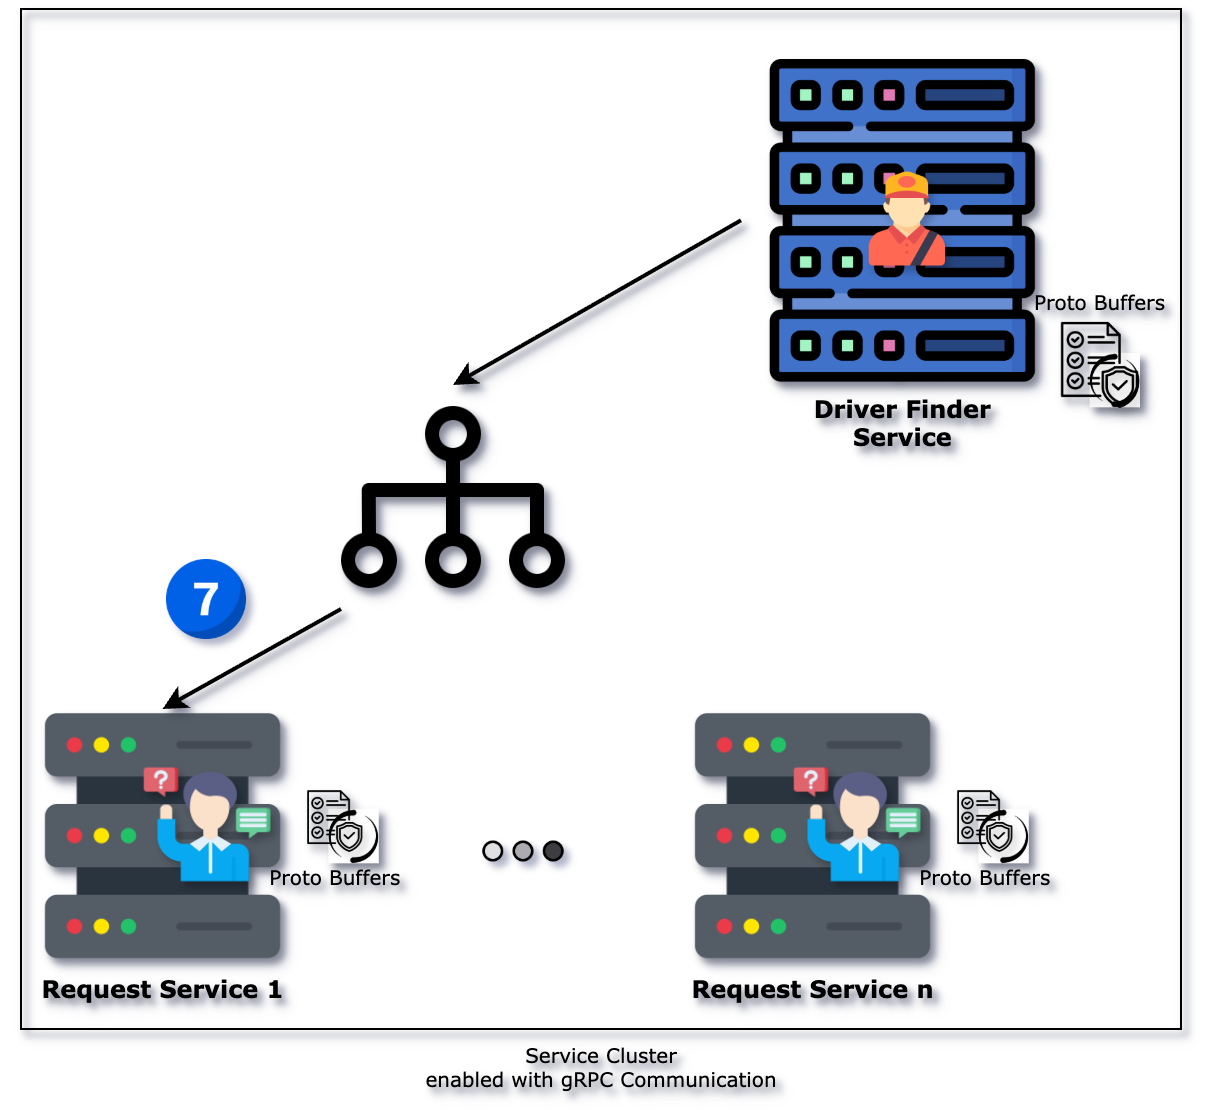 Proto Buffers
Driver Finder
Service
7
?
?
Proto Buffers
Proto Buffers
Request Service 1
Request Service n
Service Cluster
enabled with gRPC Communication